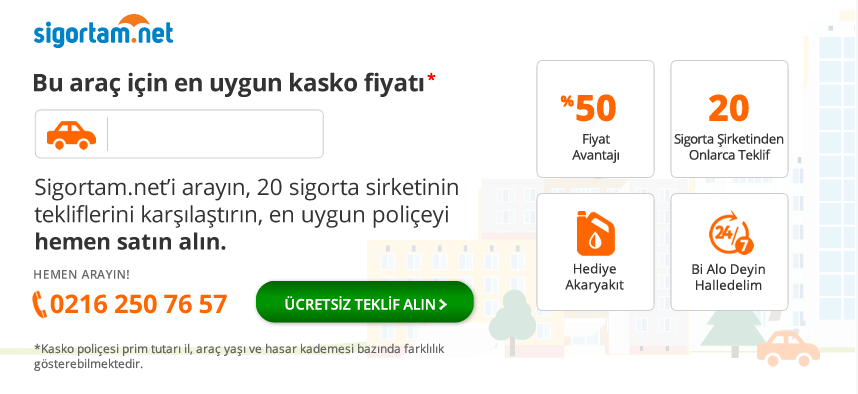 sigortam.net
Bu araç için en uygun kasko fiyatı*
Sigortam.net'i arayın, 20 sigorta sirketinin
tekliflerini karşılaştırın, en uygun poliçeyi
hemen satın alın.
HEMEN ARAYIN!
0216 250 76 57
ÜCRETSİZ TEKLİF ALIN >
*Kasko poliçesi prim tutarı il, araç yaşı ve hasar kademesi bazında farklılık
gösterebilmektedir.
%50
Fiyat
Avantajı
20
Sigorta Şirketinden
Onlarca Teklif
Hediye
Akaryakıt
24/7
Bi Alo Deyin
Halledelim